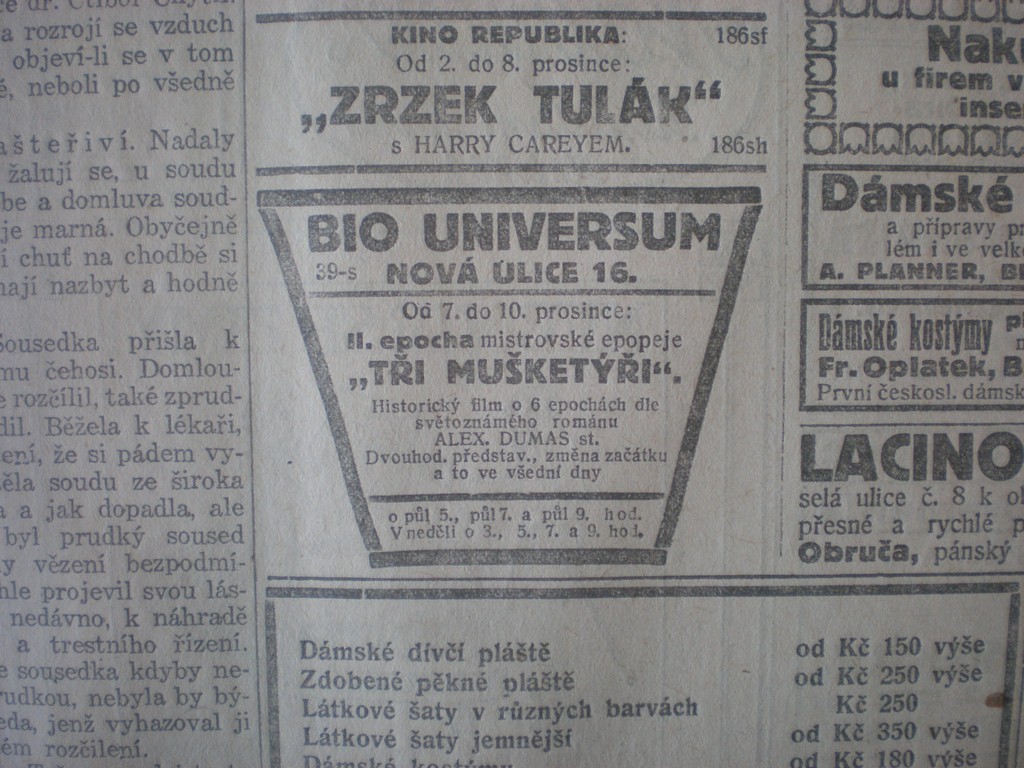 a rozrojí se vzduch
objeví-li se v tom
neboli po všedně
ašteřiví. Nadaly
žalují se, u soudu
be a domluva soud-
je marná. Obyčejně
í chuť na chodbě si
nají nazbyt a hodně
Sousedka přišla k
mu čehosi. Domlou-
e rozčílil, také zprud-
dil. Běžela k lékaři,
ení, že si pádem vy-
ěla soudu ze široka
a a jak dopadla, ale
byl prudký soused
y vězení bezpodmí-
hle projevil svou lás-
nedávno, k náhradě
a trestního řízení.
e sousedka kdyby ne-
rudkou, nebyla by bý-
eda, jenž vyhazoval ji
ém rozčilení.
KINO REPUBLIKA: 186sf
Od 2. do 8. prosince:
„ZRZEK TULÁK“
s HARRY CAREYEM. 186sh
BIO UNIVERSUM
39-s NOVÁ ULICE 16.
Od 7. do 10. prosince:
II. epocha mistrovské epopeje
„TŘI MUŠKETÝŘI“.
Historický film o 6 epochách dle
světoznámého románu
ALEX. DUMAS st.
Dvouhod. představ., změna začátku
a to ve všední dny
o půl 5., půl 7. a půl 9. hod.
V neděli o 3., 5., 7. a 9. hod.
Dámské dívčí pláště od Kč 150 výše
Zdobené pěkné pláště od Kč 250 výše
Látkové šaty v různých barvách Kč 250
Látkové šaty jemnější od Kč 350 výše
Dámské kostýmy od Kč 180 výše
Nak
u firem v
inse
Dámské
a přípravy p
lém i ve velk
A. PLANNER, B
Dámské kostýmy
Fr. Oplatek, B
První českosl. dámsk
LACINO
selá ulice č. 8 k o
přesné a rychlé p
Obruča, pánský